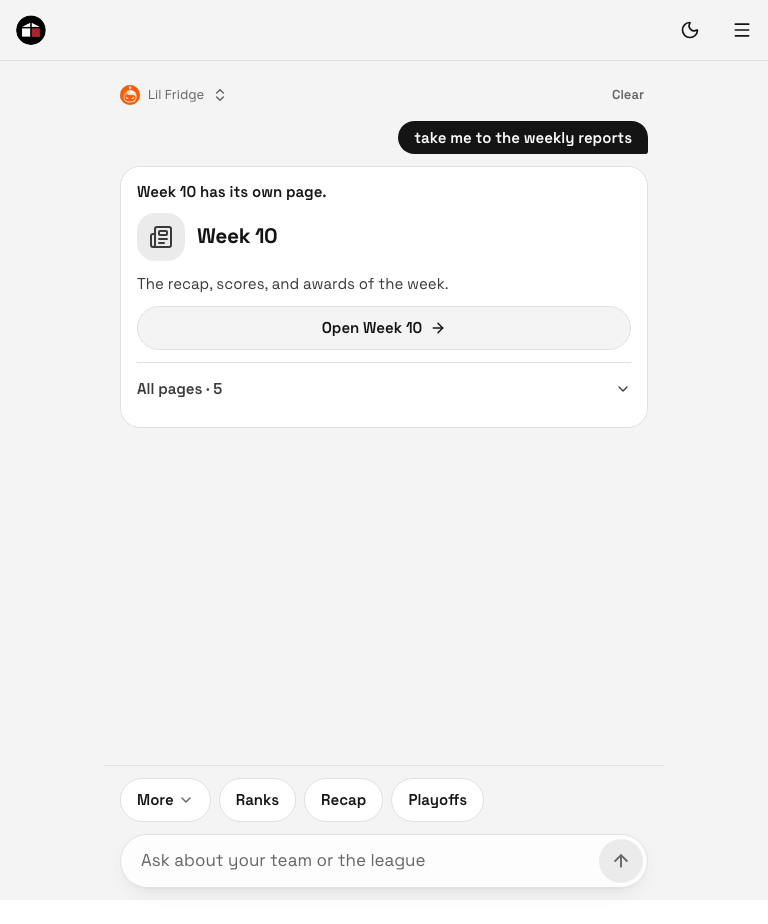 Lil Fridge
Clear
take me to the weekly reports
Week 10 has its own page.
Week 10
The recap, scores, and awards of the week.
Open Week 10
All pages · 5
More
Ranks
Recap
Playoffs
Ask about your team or the league